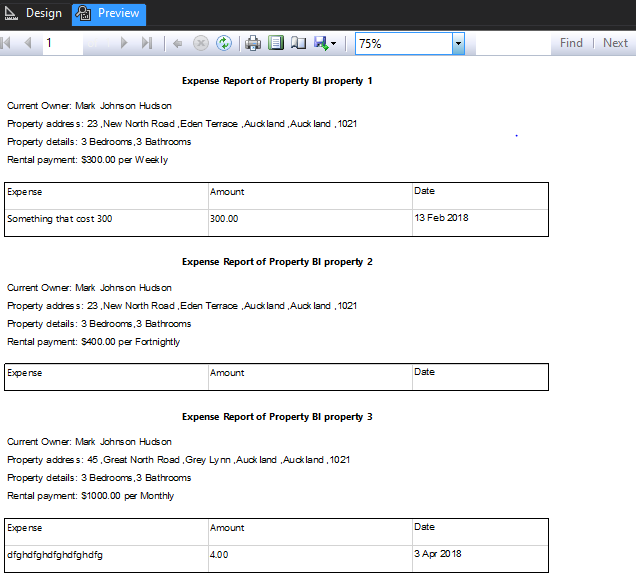 Design Preview
1 75% Find | Next
Expense Report of Property BI property 1
Current Owner: Mark Johnson Hudson
Property address: 23 ,New North Road ,Eden Terrace ,Auckland ,Auckland ,1021
Property details: 3 Bedrooms,3 Bathrooms
Rental payment: $300.00 per Weekly
Expense Amount Date
Something that cost 300 300.00 13 Feb 2018
Expense Report of Property BI property 2
Current Owner: Mark Johnson Hudson
Property address: 23 ,New North Road ,Eden Terrace ,Auckland ,Auckland ,1021
Property details: 3 Bedrooms,3 Bathrooms
Rental payment: $400.00 per Fortnightly
Expense Amount Date
Expense Report of Property BI property 3
Current Owner: Mark Johnson Hudson
Property address: 45 ,Great North Road ,Grey Lynn ,Auckland ,Auckland ,1021
Property details: 3 Bedrooms,3 Bathrooms
Rental payment: $1000.00 per Monthly
Expense Amount Date
dfghdfghdfghdfghdfg 4.00 3 Apr 2018